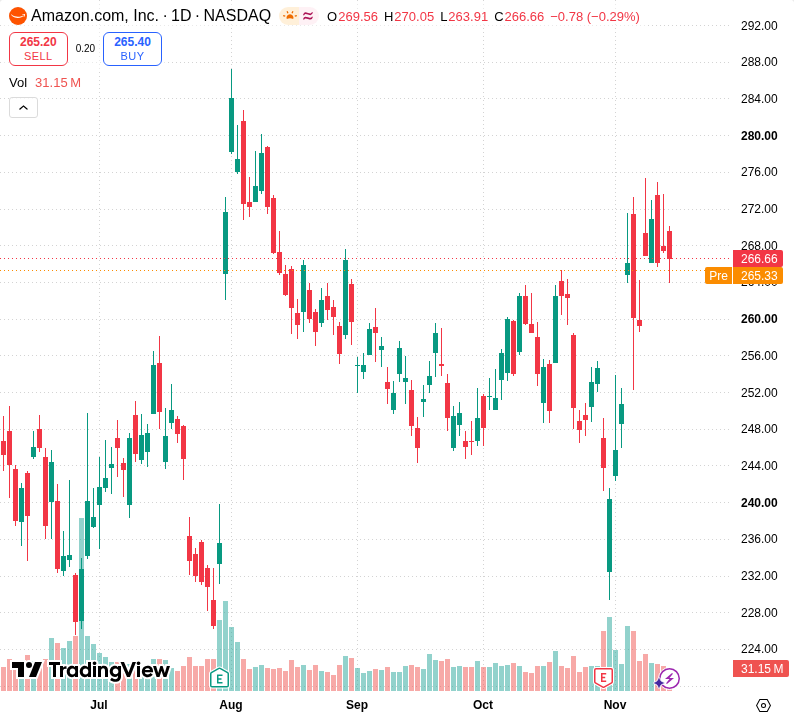 Amazon.com, Inc. · 1D · NASDAQ O269.56 H270.05 L263.91 C266.66 −0.78 (−0.29%)
265.20 SELL
0.20
265.40 BUY
Vol 31.15 M
292.00
288.00
284.00
280.00
276.00
272.00
268.00
266.66
Pre 265.33
260.00
256.00
252.00
248.00
244.00
240.00
236.00
232.00
228.00
224.00
31.15 M
TradingView
E
E
Jul Aug Sep Oct Nov